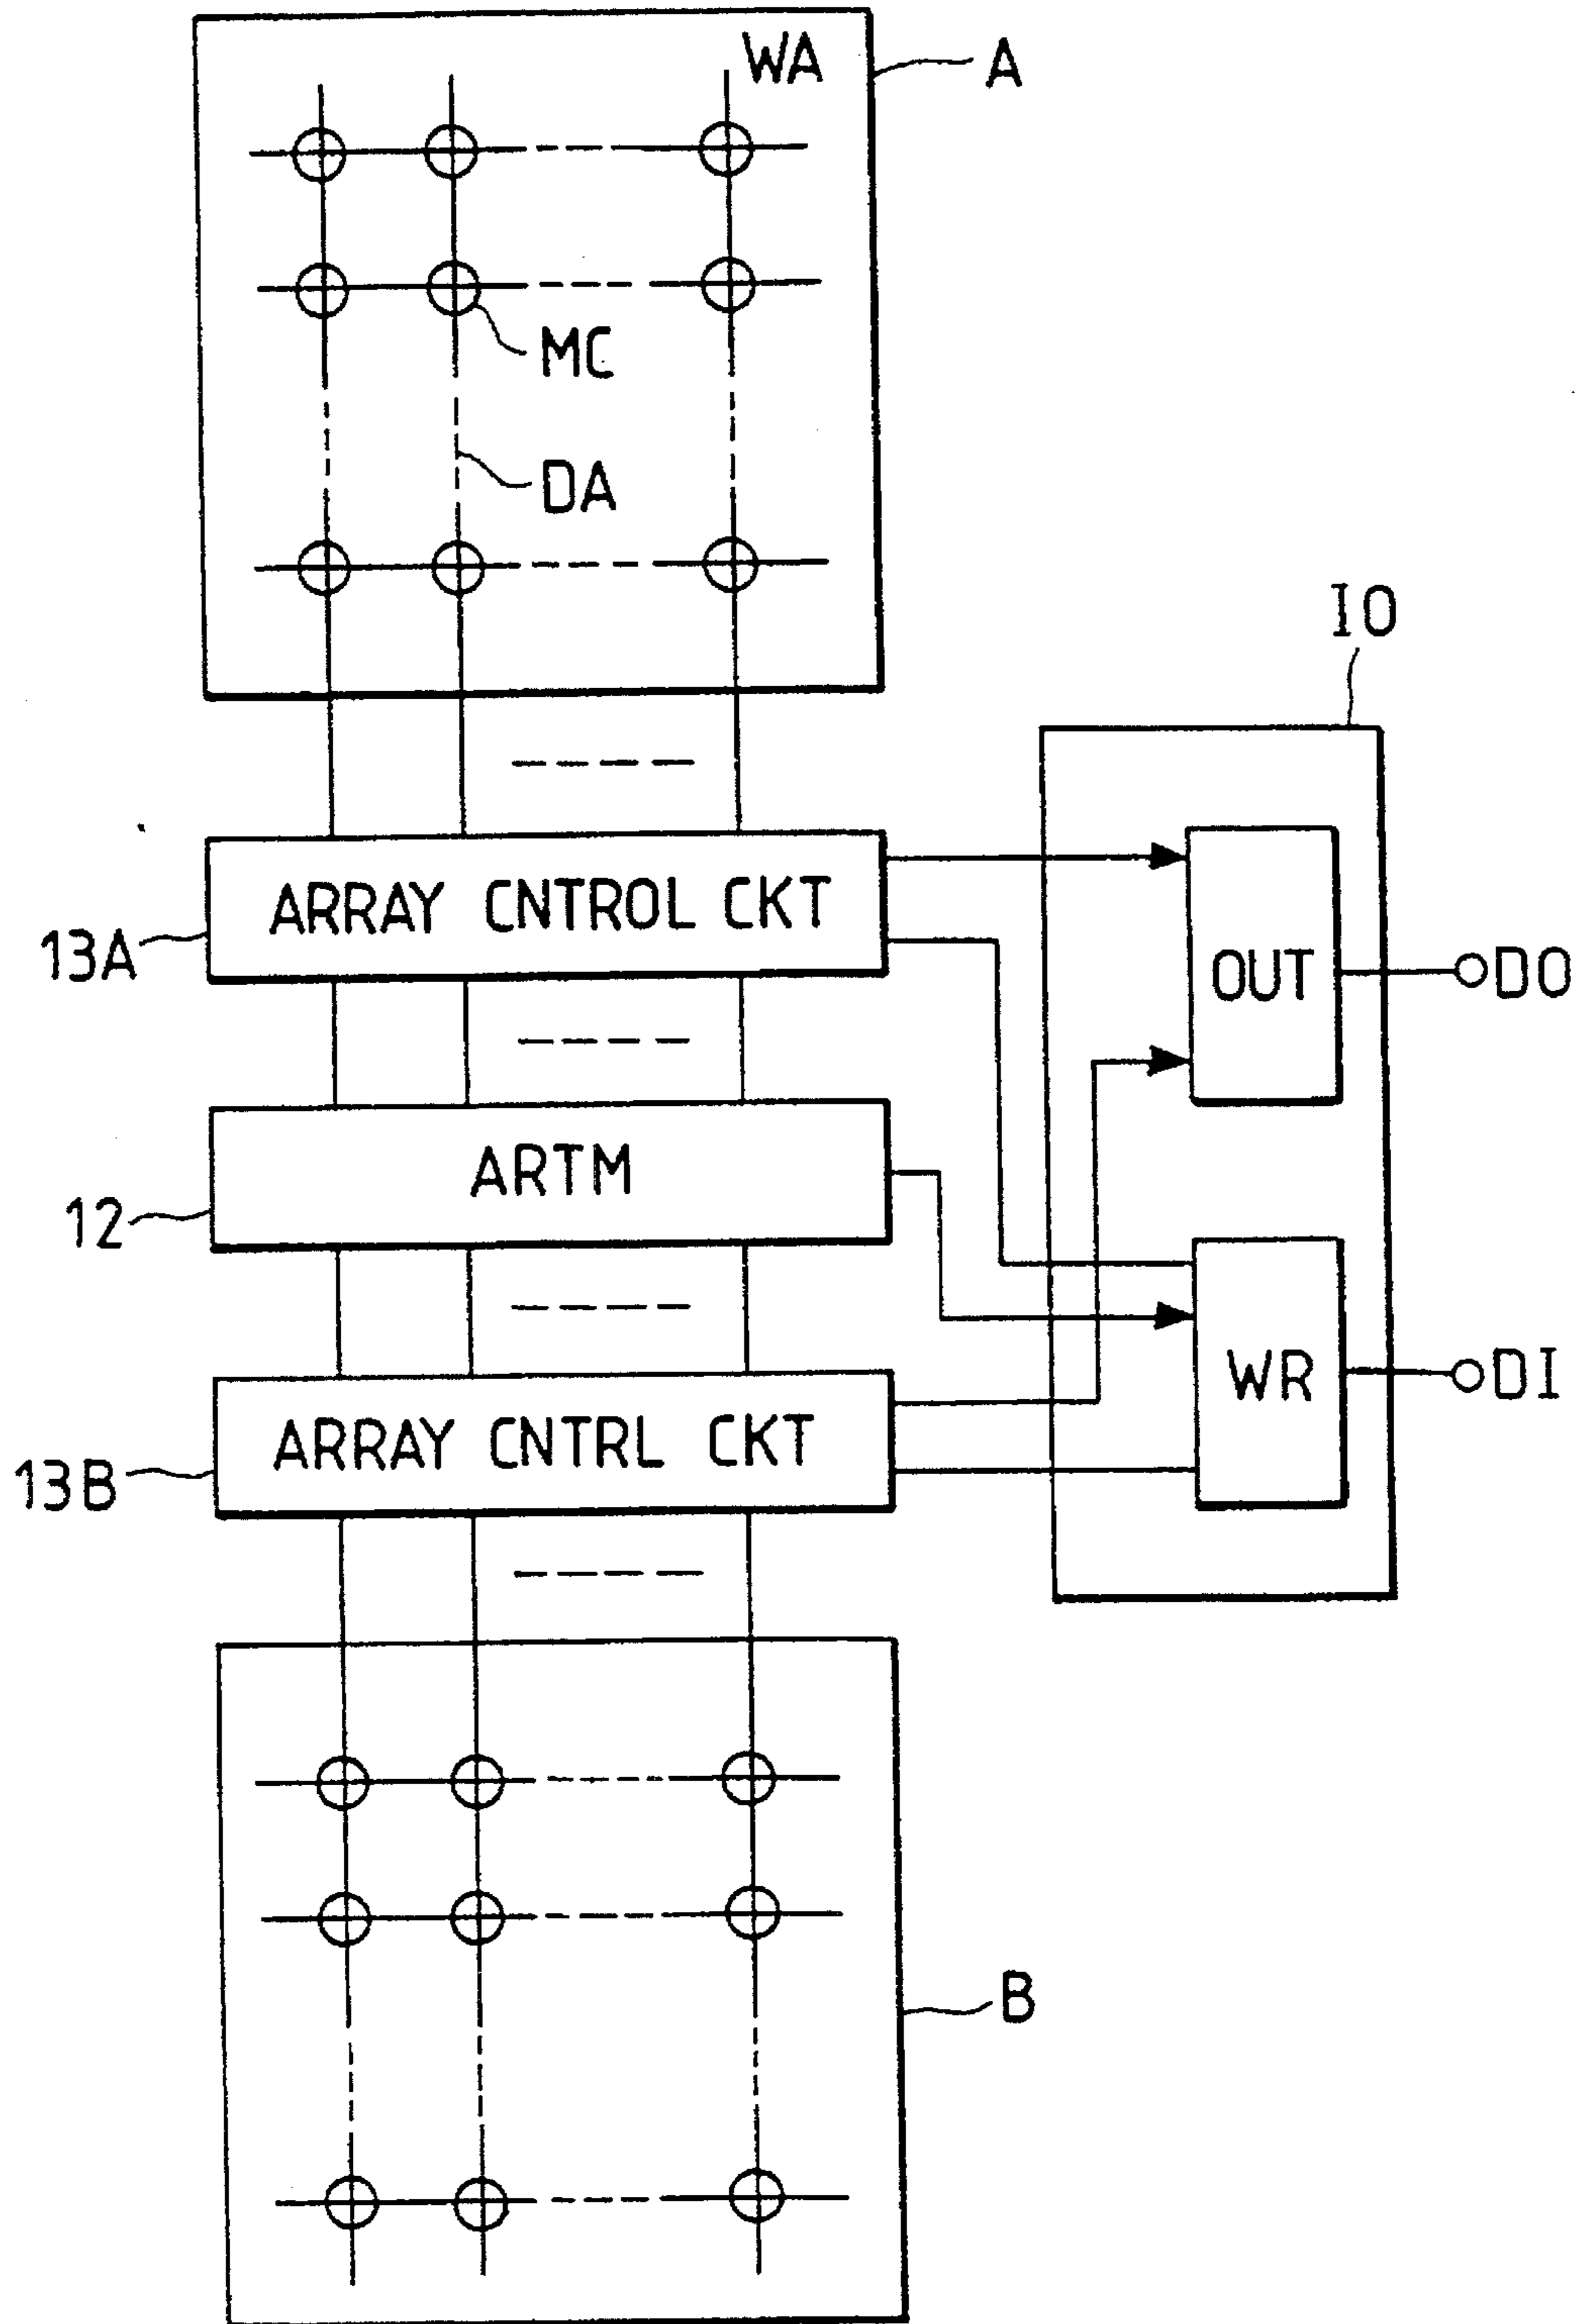 WA
A
MC
DA
IO
ARRAY CNTROL CKT
13A
OUT
DO
ARTM
12
WR
DI
ARRAY CNTRL CKT
13B
B